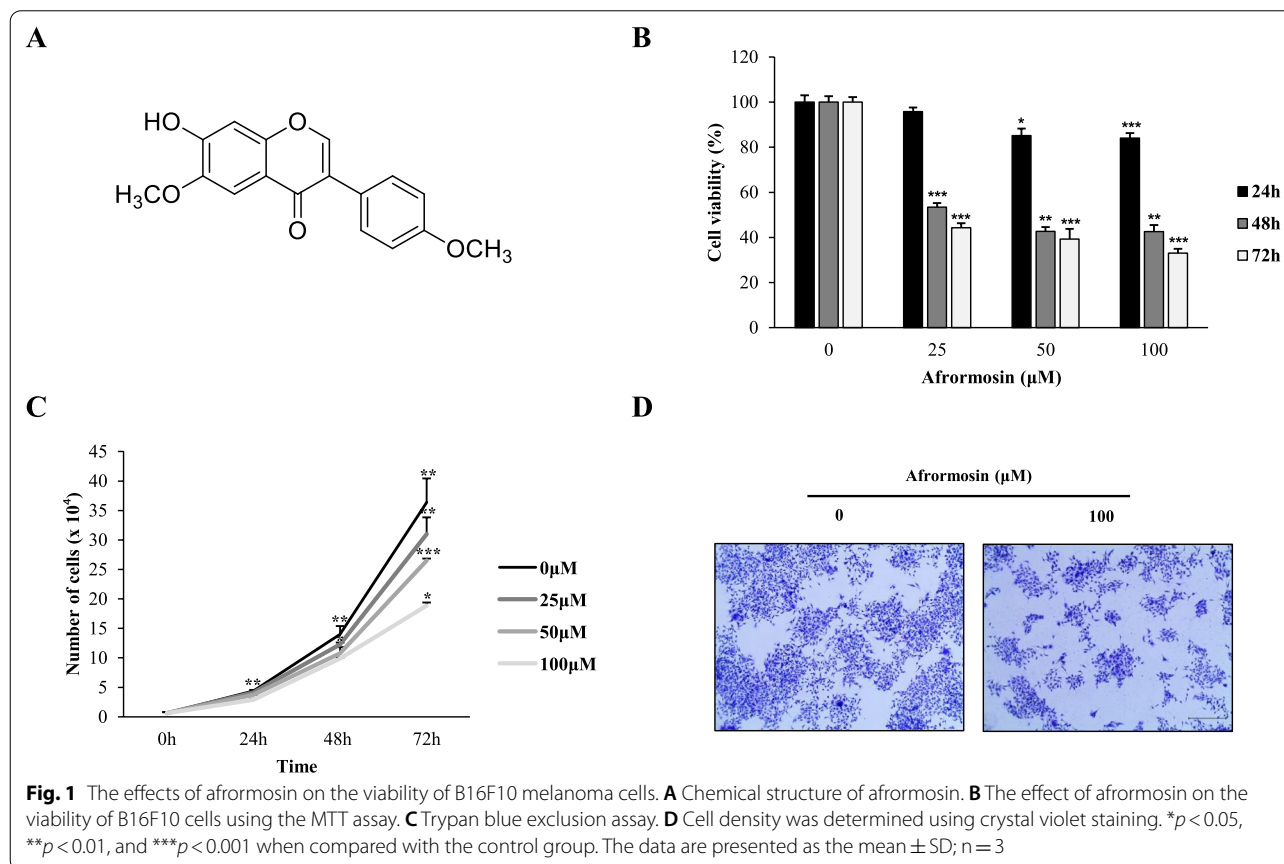 A
HO
O
H₃CO
O
OCH₃
B
120
100
80
60
40
20
0
Cell viability (%)
***
***
*
**
***
***
**
***
0
25
50
100
Afrormosin (μM)
24h
48h
72h
C
45
40
35
30
25
20
15
10
5
0
Number of cells (x 10⁴)
**
**
*
**
**
***
*
0h
24h
48h
72h
Time
0μM
25μM
50μM
100μM
D
Afrormosin (μM)
0
100
Fig. 1 The effects of afrormosin on the viability of B16F10 melanoma cells. A Chemical structure of afrormosin. B The effect of afrormosin on the
viability of B16F10 cells using the MTT assay. C Trypan blue exclusion assay. D Cell density was determined using crystal violet staining. *p < 0.05,
**p < 0.01, and ***p < 0.001 when compared with the control group. The data are presented as the mean ± SD; n = 3